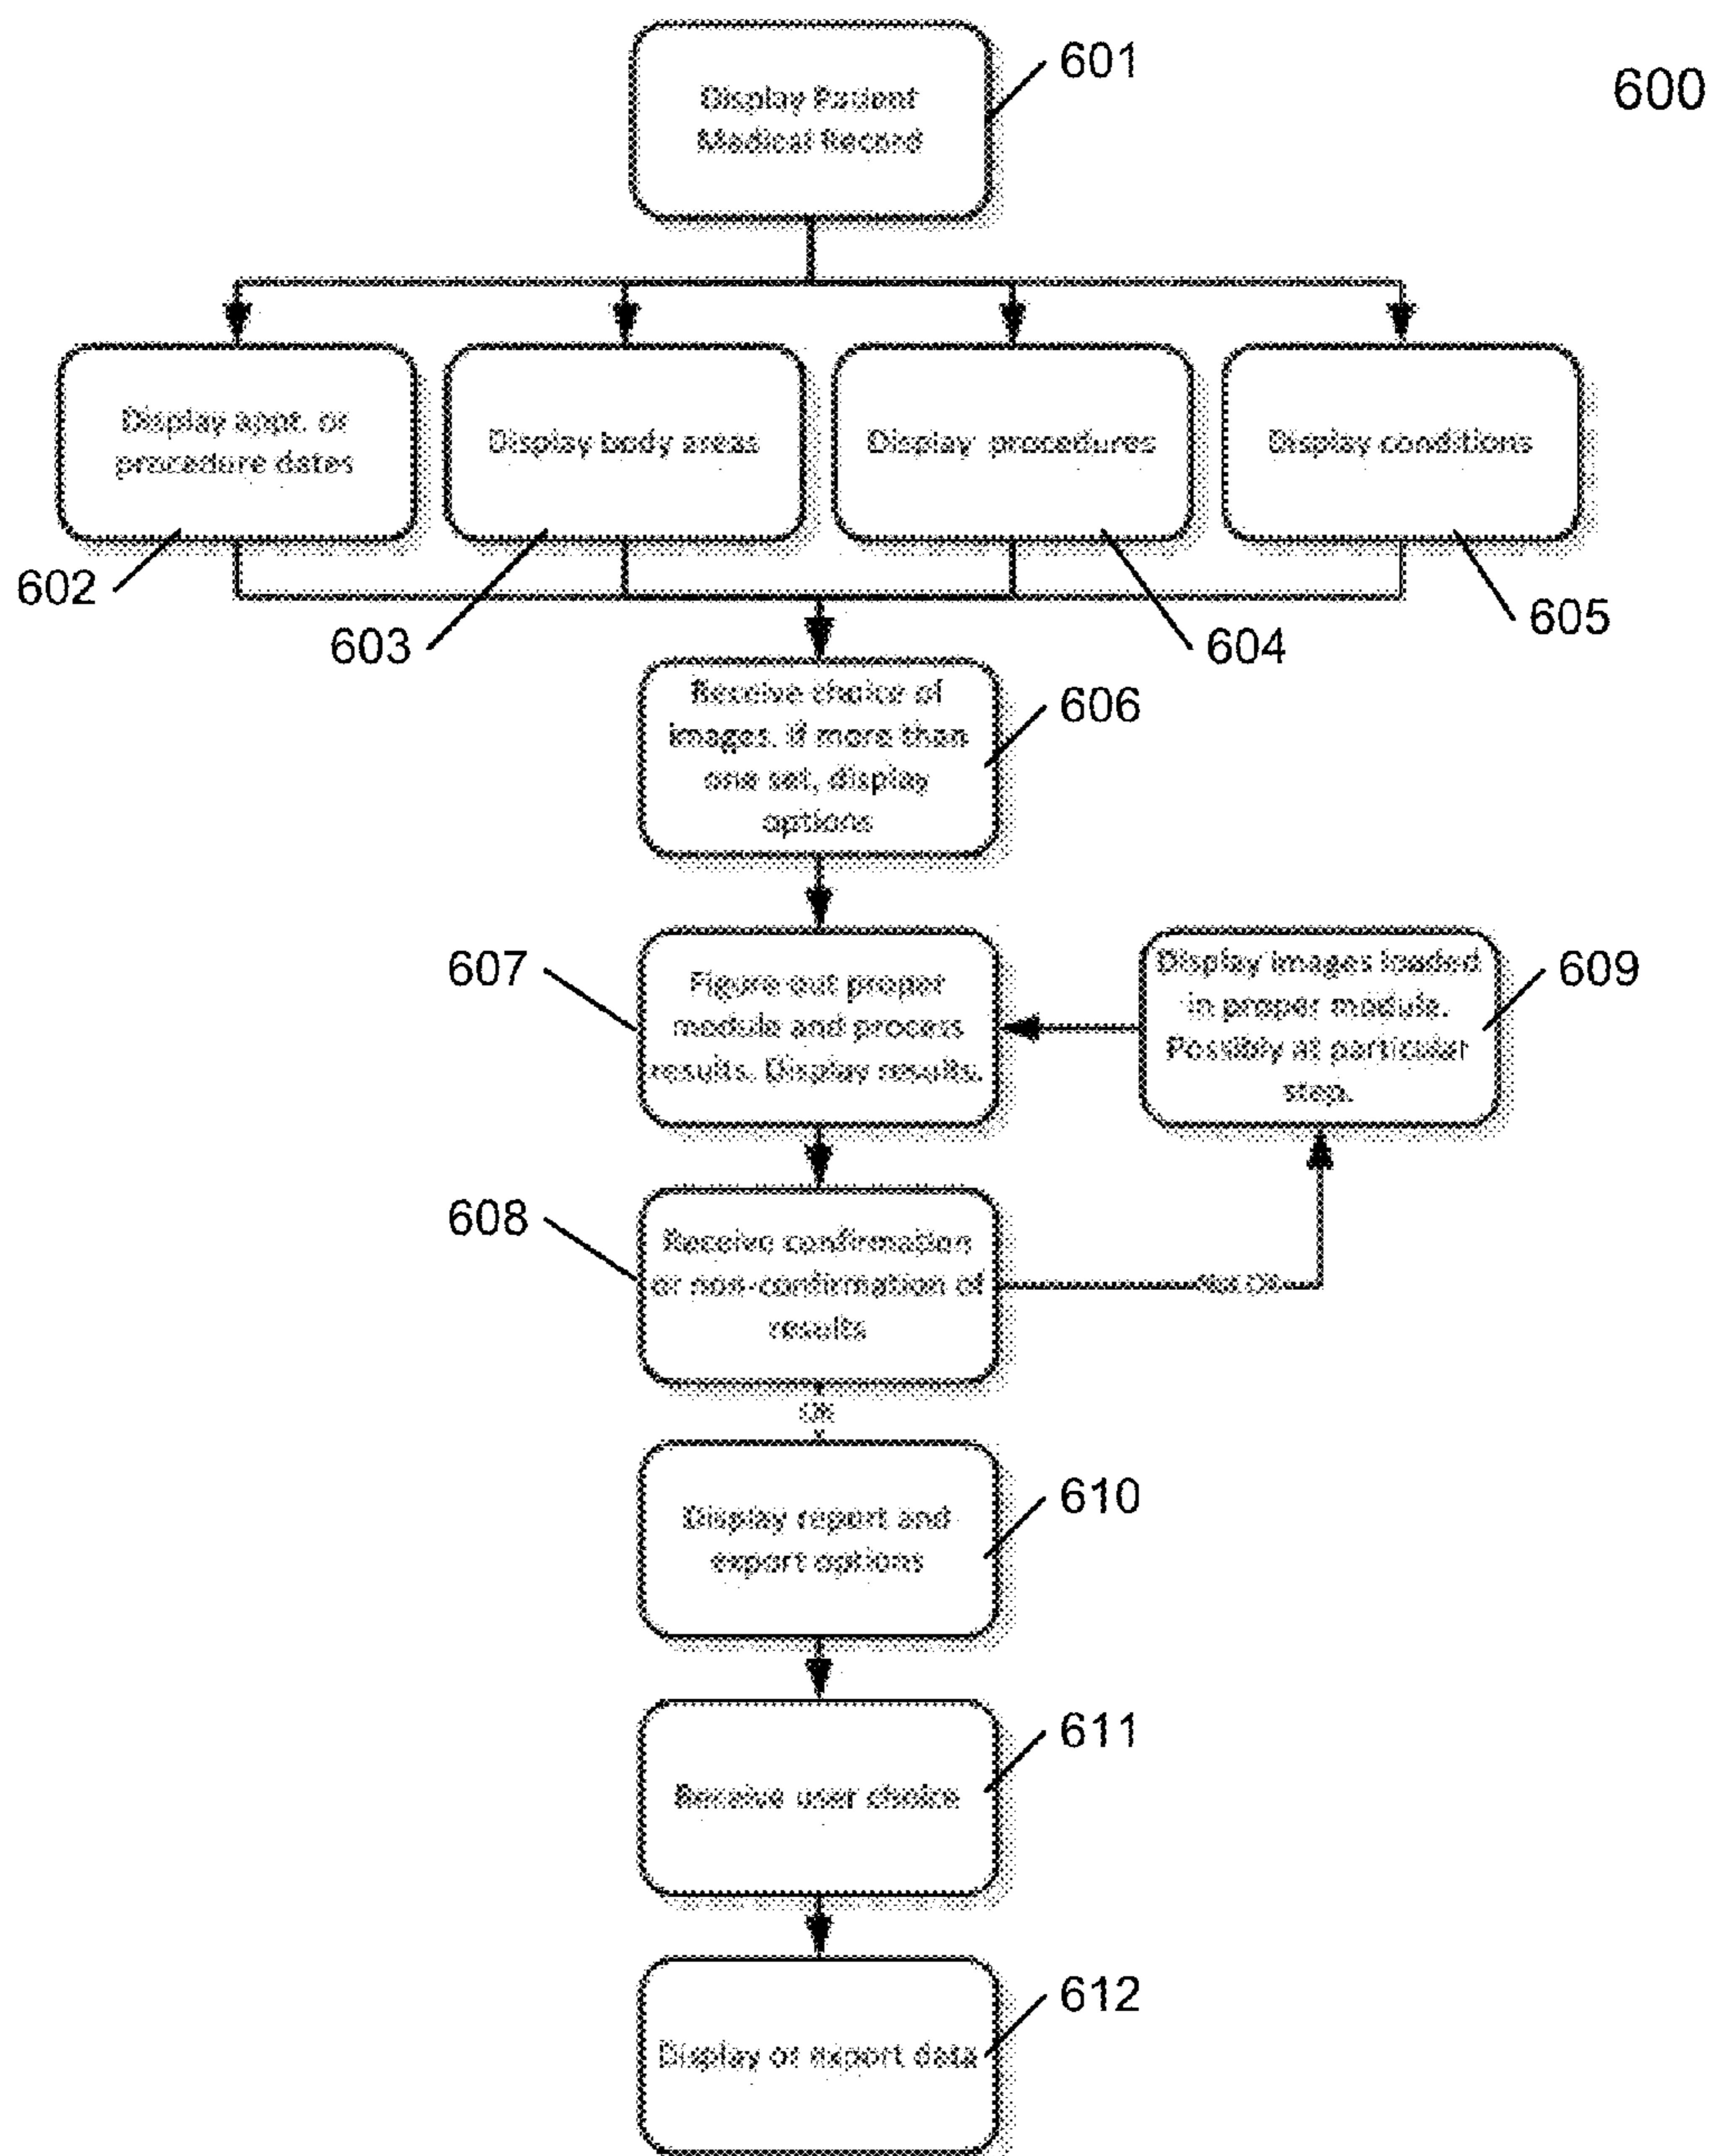 601
600
Display Patient
Medical Record
Display appt. or
procedure dates
Display body areas
Display procedures
Display conditions
602
603
604
605
Receive choice of
images. If more than
one set, display
options
606
607
Figure out proper
module and process
results. Display results.
Display images loaded
in proper module.
Possibly at particular
step.
609
608
Receive confirmation
or non-confirmation of
results
Not OK
OK
Display report and
export options
610
611
Receive user choice
612
Display or export data